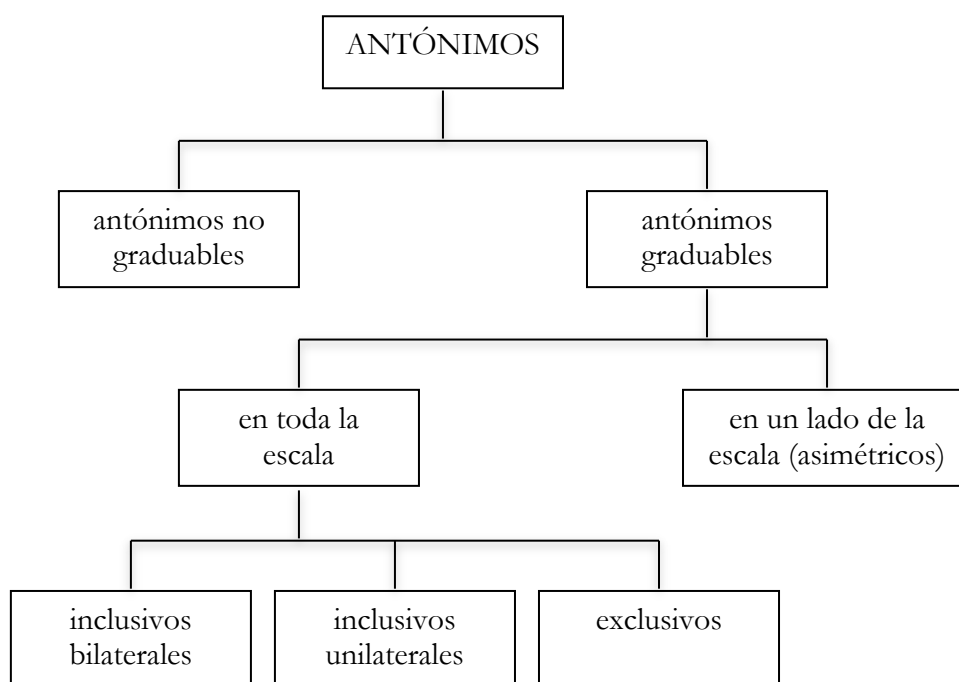 ANTÓNIMOS
antónimos no
graduables
antónimos
graduables
en toda la
escala
en un lado de la
escala (asimétricos)
inclusivos
bilaterales
inclusivos
unilaterales
exclusivos